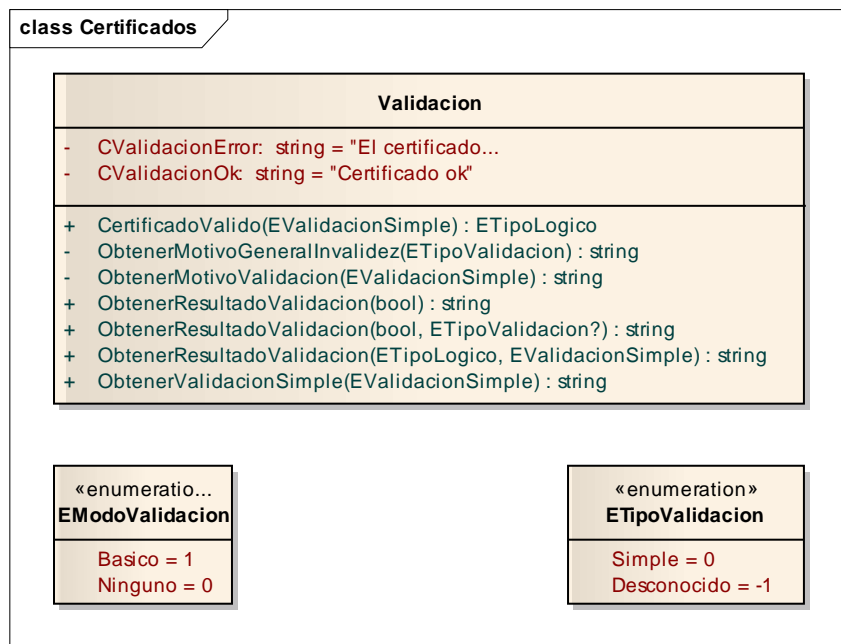 class Certificados
Validacion
- CValidacionError: string = "El certificado...
- CValidacionOk: string = "Certificado ok"
+ CertificadoValido(EValidacionSimple) : ETipoLogico
- ObtenerMotivoGeneralInvalidez(ETipoValidacion) : string
- ObtenerMotivoValidacion(EValidacionSimple) : string
+ ObtenerResultadoValidacion(bool) : string
+ ObtenerResultadoValidacion(bool, ETipoValidacion?) : string
+ ObtenerResultadoValidacion(ETipoLogico, EValidacionSimple) : string
+ ObtenerValidacionSimple(EValidacionSimple) : string
«enumeratio...
EModoValidacion
Basico = 1
Ninguno = 0
«enumeration»
ETipoValidacion
Simple = 0
Desconocido = -1